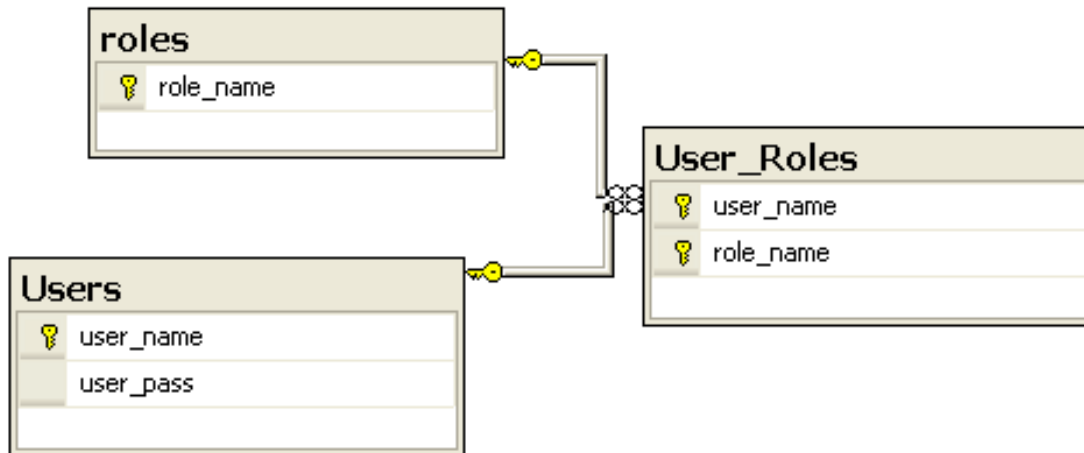 roles
role_name
User_Roles
user_name
role_name
Users
user_name
user_pass